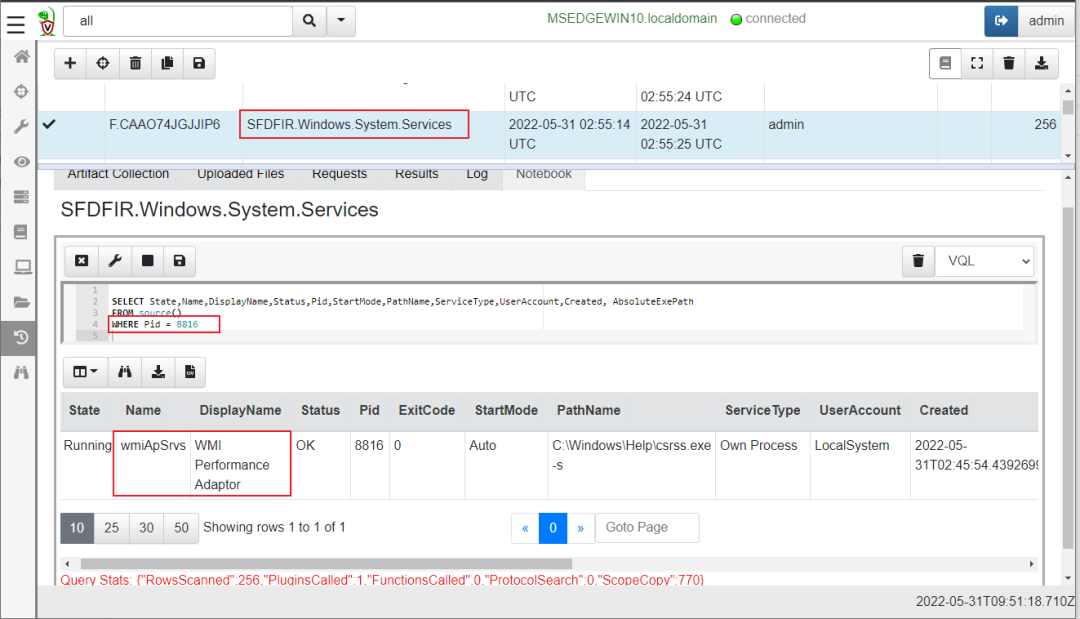 all
MSEDGEWIN10.localdomain connected
admin
UTC 02:55:24 UTC
F.CAAO74JGJJIP6 SFDFIR.Windows.System.Services 2022-05-31 02:55:14 2022-05-31 admin 256
UTC 02:55:25 UTC
Artifact Collection Uploaded Files Requests Results Log Notebook
SFDFIR.Windows.System.Services
VQL
1
2 SELECT State,Name,DisplayName,Status,Pid,StartMode,PathName,ServiceType,UserAccount,Created, AbsoluteExePath
3 FROM source()
4 WHERE Pid = 8816
5
State Name DisplayName Status Pid ExitCode StartMode PathName ServiceType UserAccount Created
Running wmiApSrvs WMI OK 8816 0 Auto C:\Windows\Help\csrss.exe Own Process LocalSystem 2022-05-
Performance -s 31T02:45:54.4392699
Adaptor
10 25 30 50 Showing rows 1 to 1 of 1 « 0 » Goto Page
Query Stats: {"RowsScanned":256,"PluginsCalled":1,"FunctionsCalled":0,"ProtocolSearch":0,"ScopeCopy":770}
2022-05-31T09:51:18.710Z